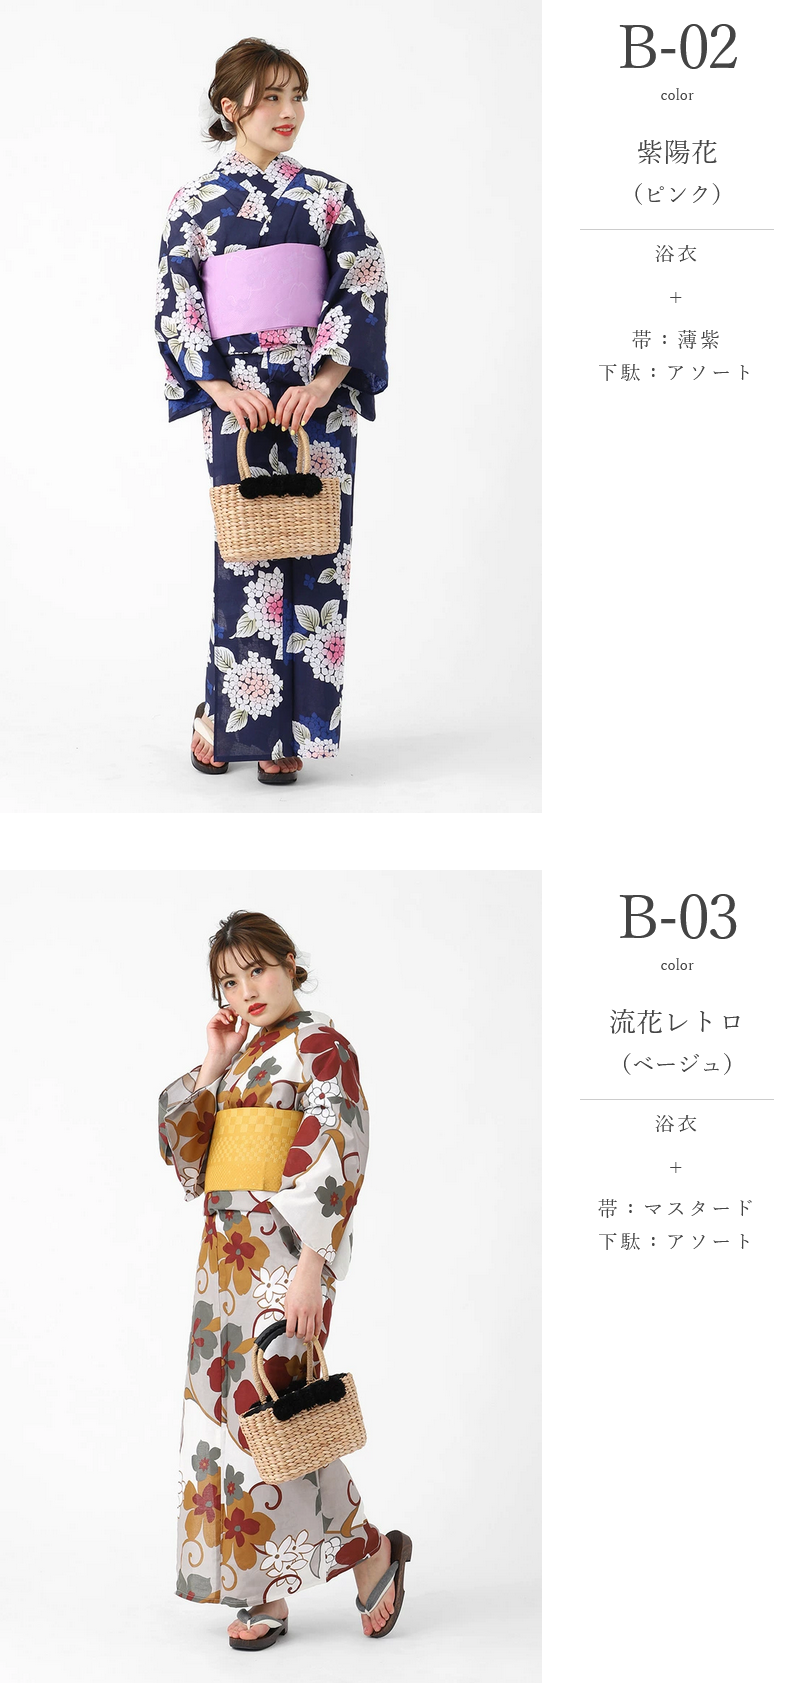 B-02
color
紫陽花
（ピンク）
浴衣
+
帯：薄紫
下駄：アソート
B-03
color
流花レトロ
（ベージュ）
浴衣
+
帯：マスタード
下駄：アソート